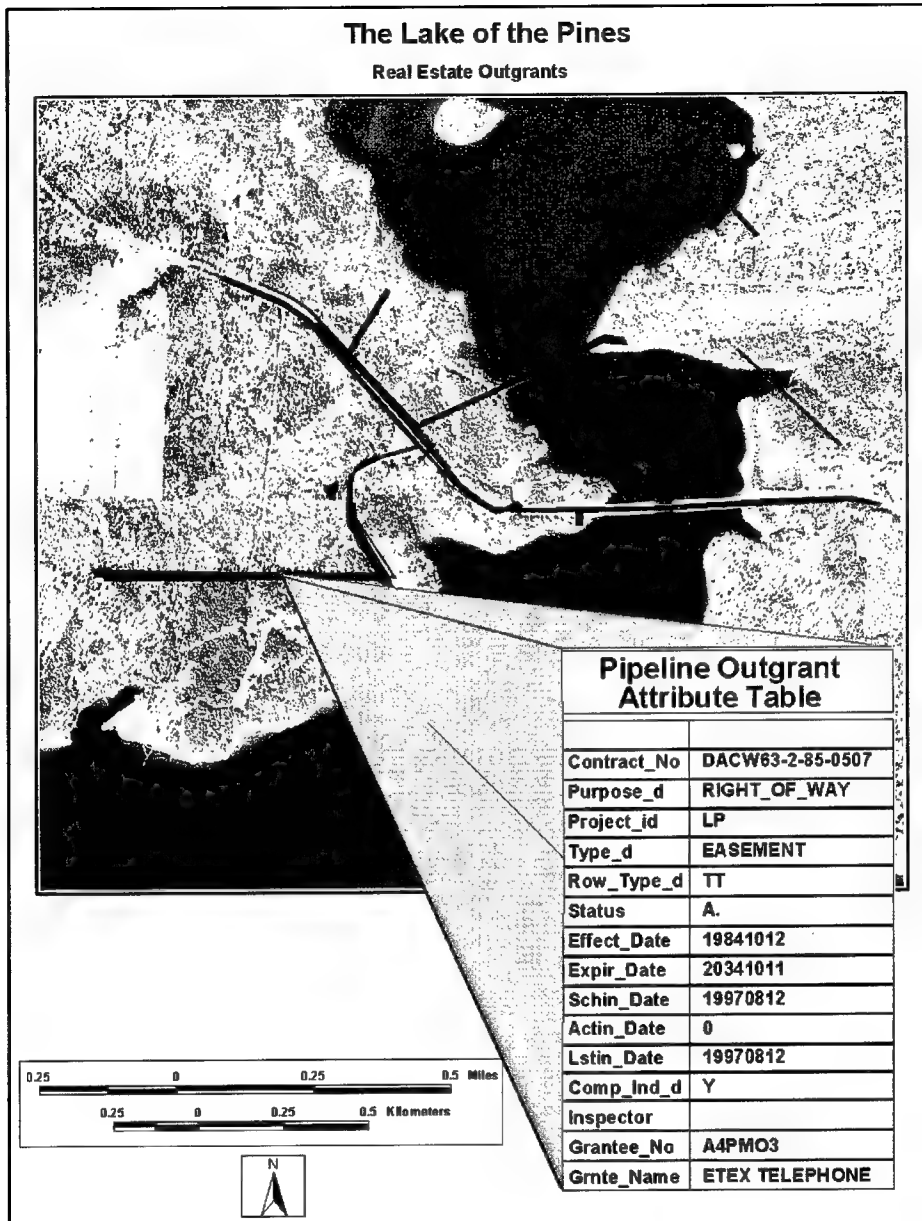 The Lake of the Pines
Real Estate Outgrants
Pipeline Outgrant
Attribute Table
Contract_No DACW63-2-85-0507
Purpose_d RIGHT_OF_WAY
Project_id LP
Type_d EASEMENT
Row_Type_d TT
Status A.
Effect_Date 19841012
Expir_Date 20341011
Schin_Date 19970812
Actin_Date 0
Lstin_Date 19970812
Comp_Ind_d Y
Inspector
Grantee_No A4PMO3
Grnte_Name ETEX TELEPHONE
0.25 0 0.25 0.5 Miles
0.25 0 0.25 0.5 Kilometers
N